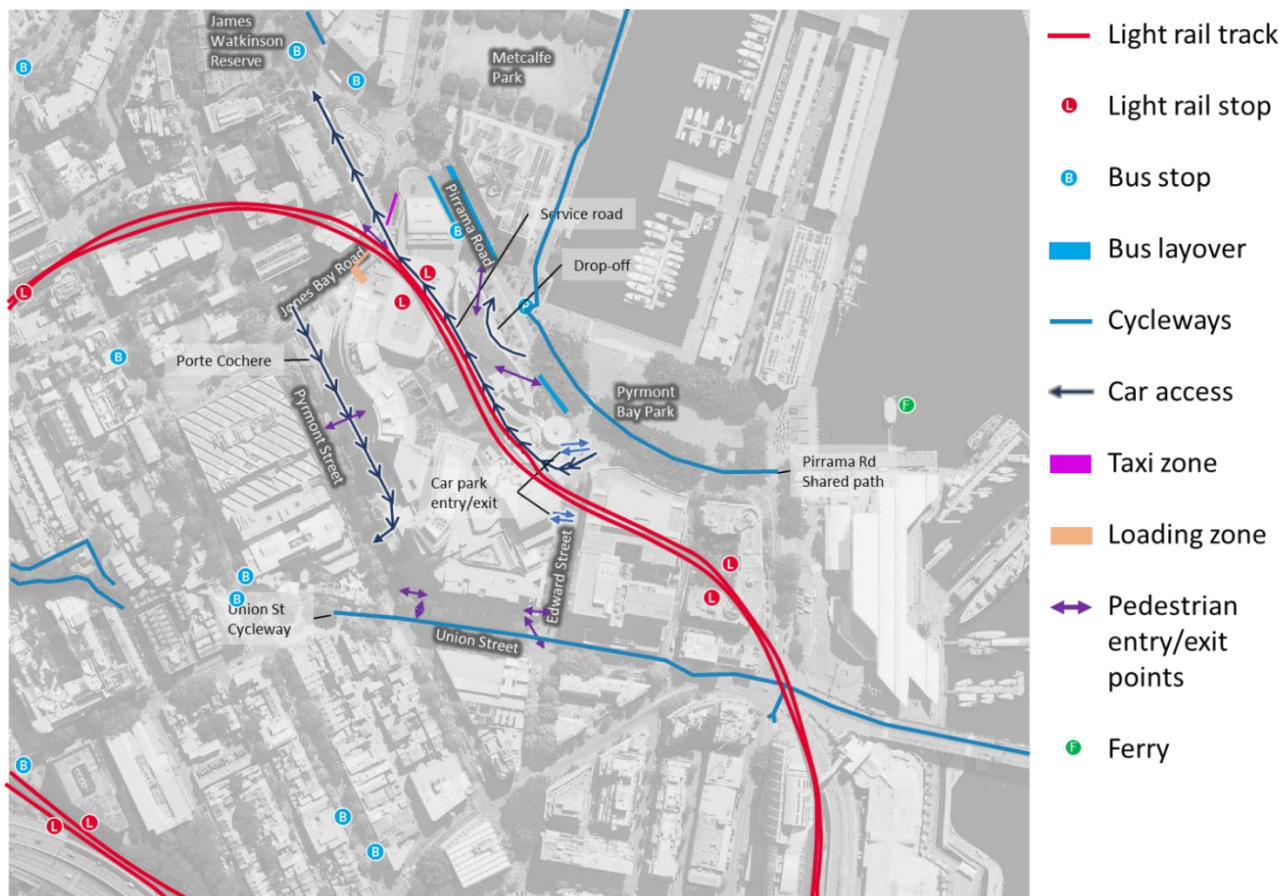 James
Watkinson
Reserve
Metcalfe
Park
Pirrama Road
Service road
Drop-off
Jones Bay Road
Porte Cochere
Pyrmont Street
Pyrmont
Bay Park
Car park
entry/exit
Pirrama Rd
Shared path
Edward Street
Union St
Cycleway
Union Street
B
B
B
B
B
B
B
B
B
B
B
L
L
L
L
L
L
L
F
Light rail track
L Light rail stop
B Bus stop
Bus layover
Cycleways
Car access
Taxi zone
Loading zone
Pedestrian
entry/exit
points
F Ferry